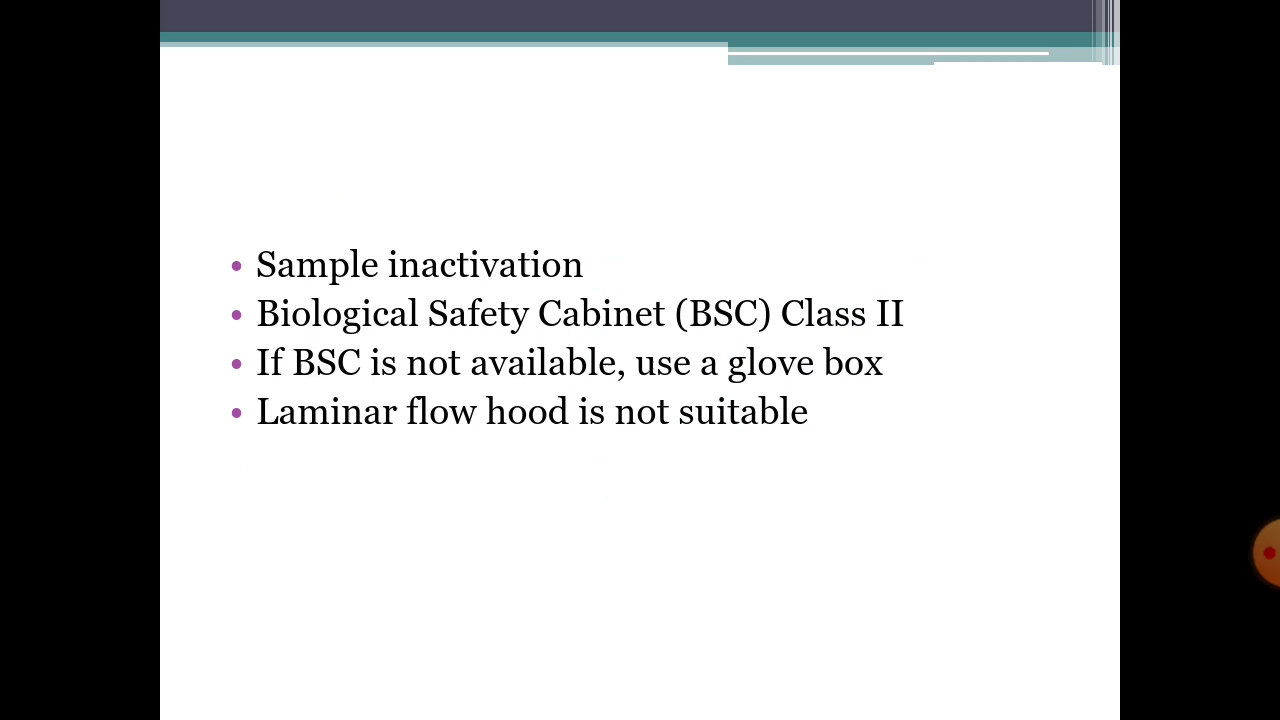 • Sample inactivation
• Biological Safety Cabinet (BSC) Class II
• If BSC is not available, use a glove box
• Laminar flow hood is not suitable